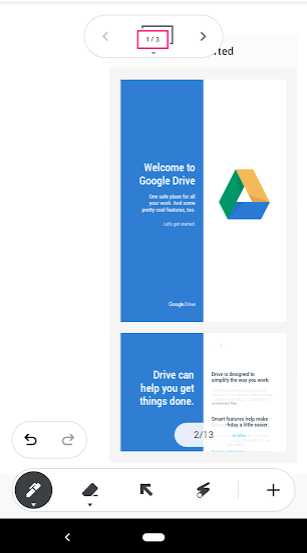 1 / 3
rted
Welcome to
Google Drive
One safe place for all
your work. And some
pretty cool features, too.
Let's get started.
Google Drive
Drive can
help you get
things done.
Drive is designed to
simplify the way you work.
Smart features help make
day a little easier.
2/13